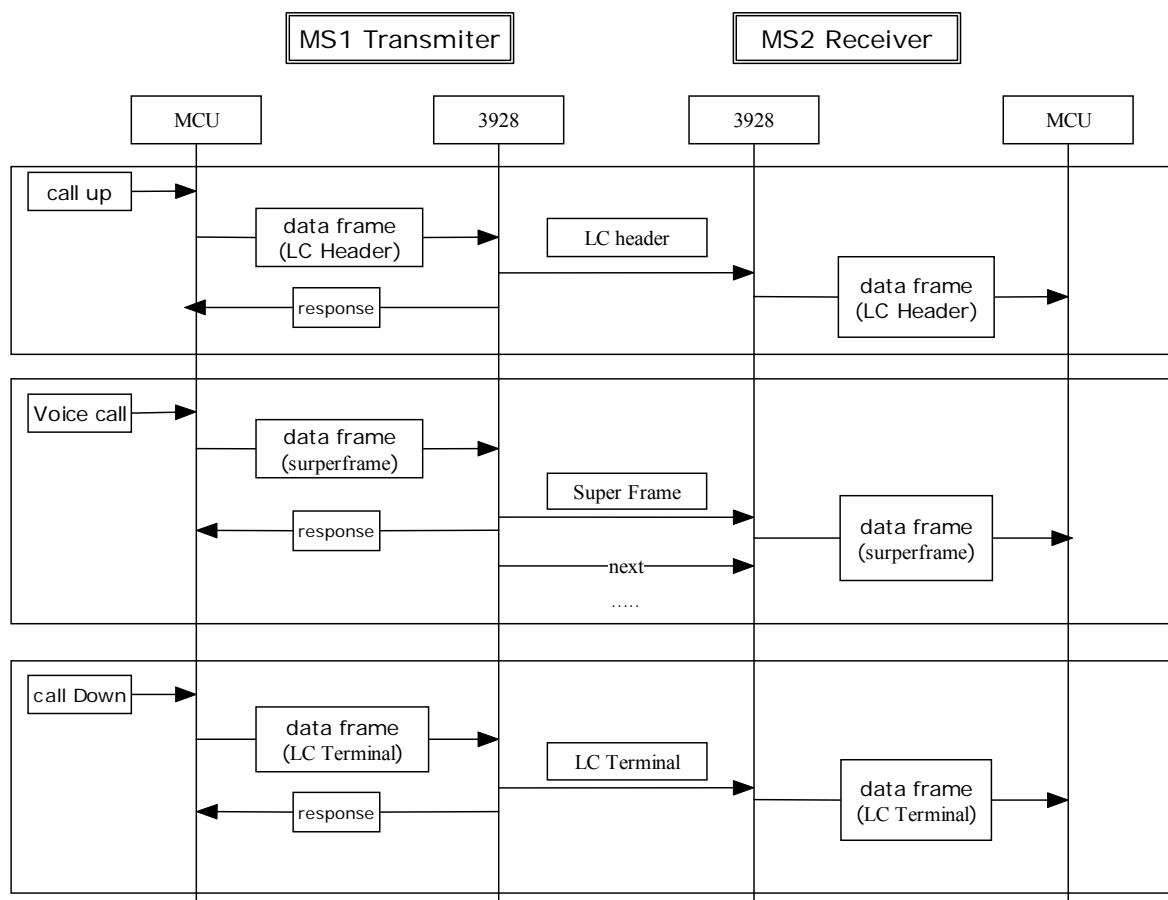 MS1 Transmiter
MS2 Receiver
MCU
3928
3928
MCU
call up
data frame
(LC Header)
LC header
response
data frame
(LC Header)
Voice call
data frame
(surperframe)
Super Frame
response
data frame
(surperframe)
next
.....
call Down
data frame
(LC Terminal)
LC Terminal
response
data frame
(LC Terminal)